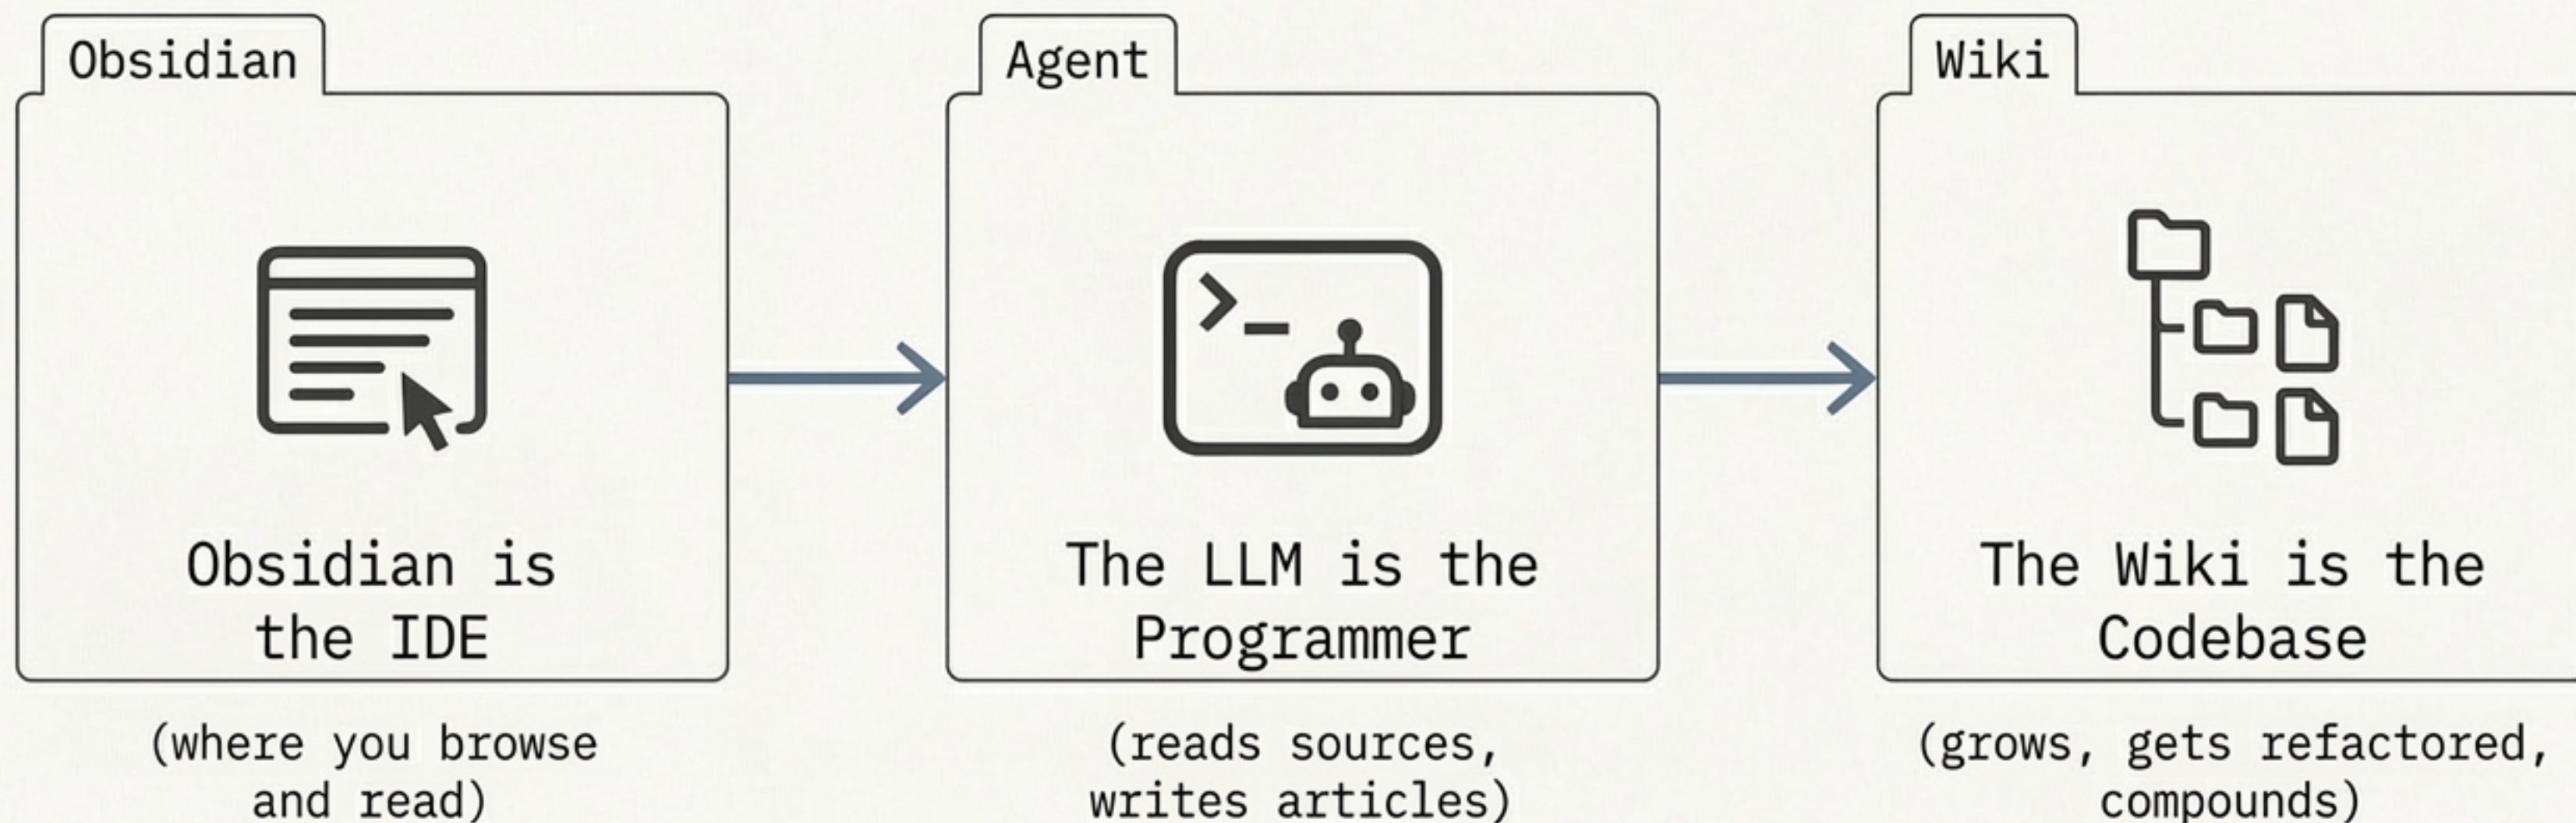 Obsidian
Agent
Wiki
>_
Obsidian is
the IDE
The LLM is the
Programmer
The Wiki is the
Codebase
(where you browse
and read)
(reads sources,
writes articles)
(grows, gets refactored,
compounds)